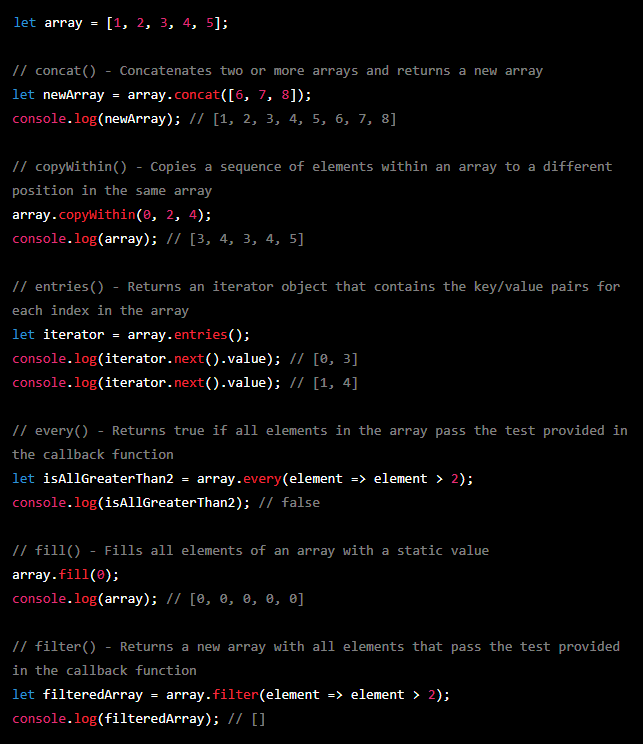 let array = [1, 2, 3, 4, 5];
// concat() - Concatenates two or more arrays and returns a new array
let newArray = array.concat([6, 7, 8]);
console.log(newArray); // [1, 2, 3, 4, 5, 6, 7, 8]
// copyWithin() - Copies a sequence of elements within an array to a different
position in the same array
array.copyWithin(0, 2, 4);
console.log(array); // [3, 4, 3, 4, 5]
// entries() - Returns an iterator object that contains the key/value pairs for
each index in the array
let iterator = array.entries();
console.log(iterator.next().value); // [0, 3]
console.log(iterator.next().value); // [1, 4]
// every() - Returns true if all elements in the array pass the test provided in
the callback function
let isAllGreaterThan2 = array.every(element => element > 2);
console.log(isAllGreaterThan2); // false
// fill() - Fills all elements of an array with a static value
array.fill(0);
console.log(array); // [0, 0, 0, 0, 0]
// filter() - Returns a new array with all elements that pass the test provided
in the callback function
let filteredArray = array.filter(element => element > 2);
console.log(filteredArray); // []